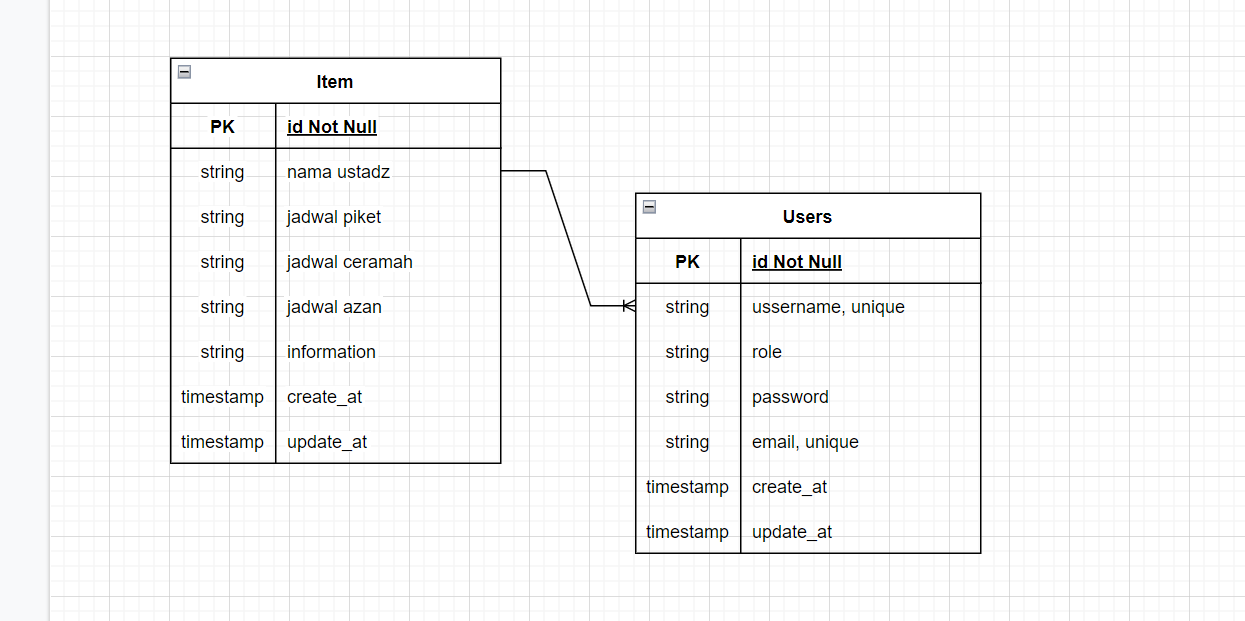 Item
PK id Not Null
string nama ustadz
string jadwal piket
string jadwal ceramah
string jadwal azan
string information
timestamp create_at
timestamp update_at
Users
PK id Not Null
string ussername, unique
string role
string password
string email, unique
timestamp create_at
timestamp update_at